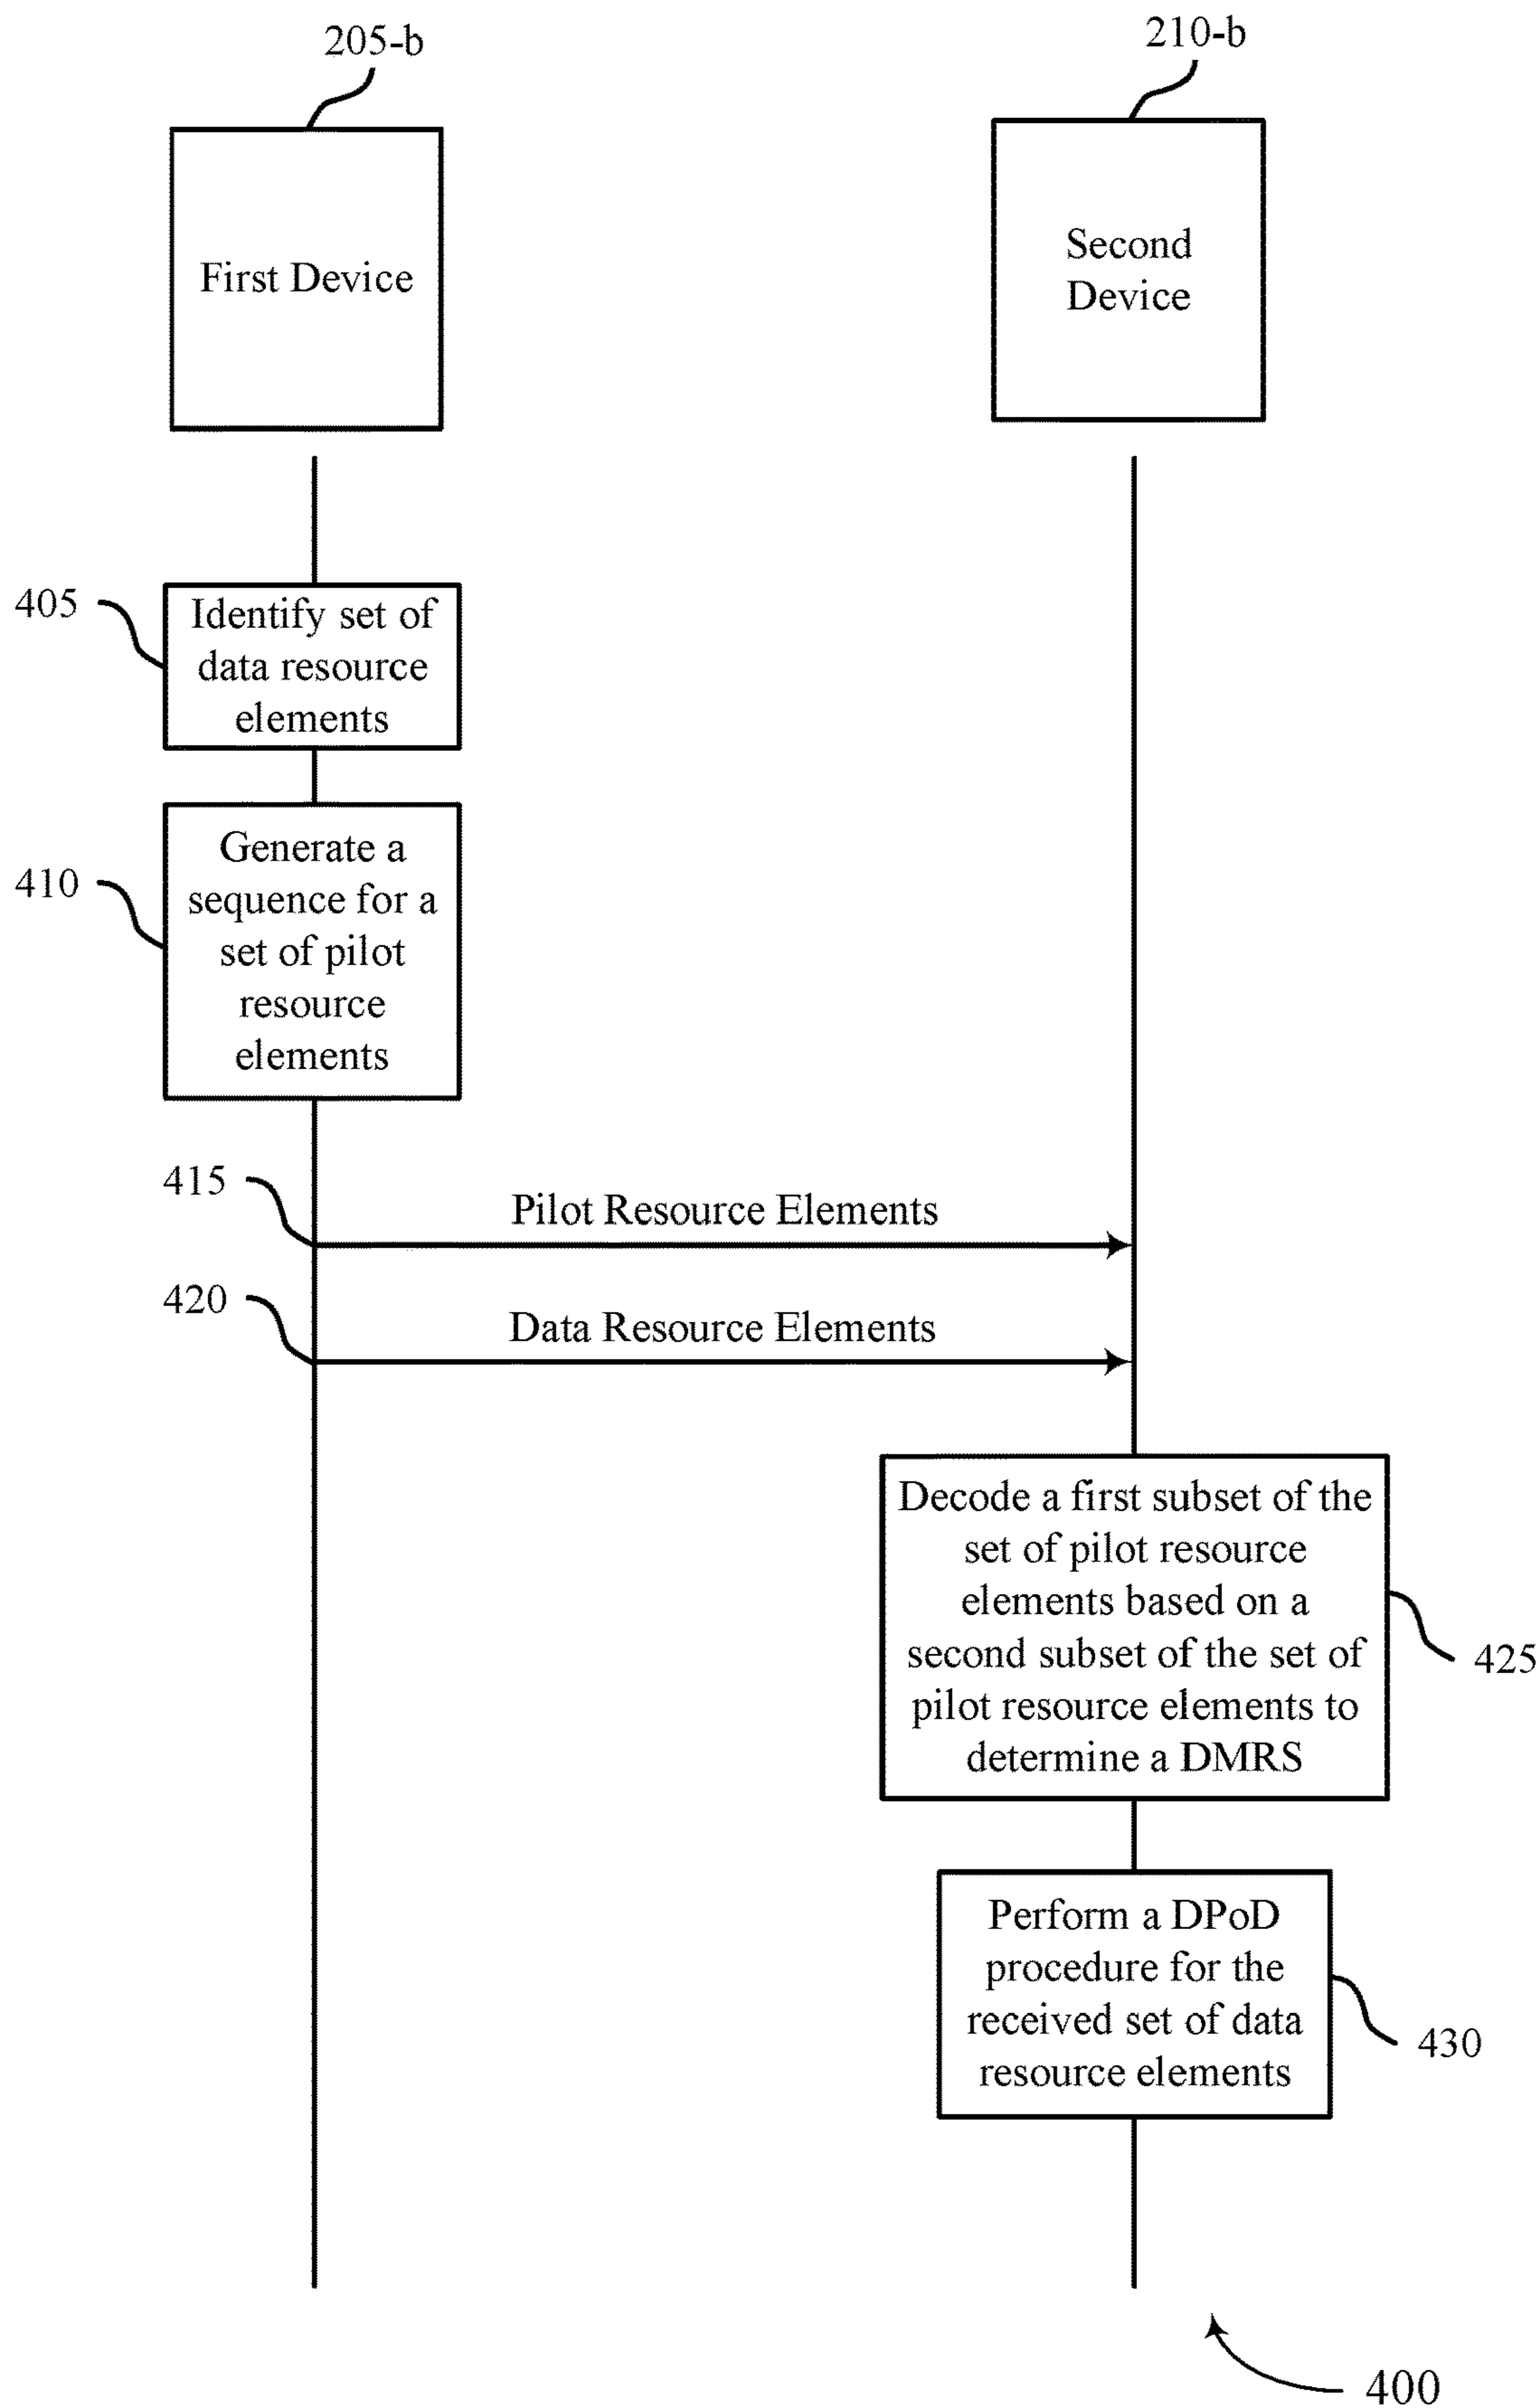 205-b
210-b
First Device
Second
Device
405
Identify set of
data resource
elements
410
Generate a
sequence for a
set of pilot
resource
elements
415
Pilot Resource Elements
420
Data Resource Elements
Decode a first subset of the
set of pilot resource
elements based on a
second subset of the set of
pilot resource elements to
determine a DMRS
425
Perform a DPoD
procedure for the
received set of data
resource elements
430
400